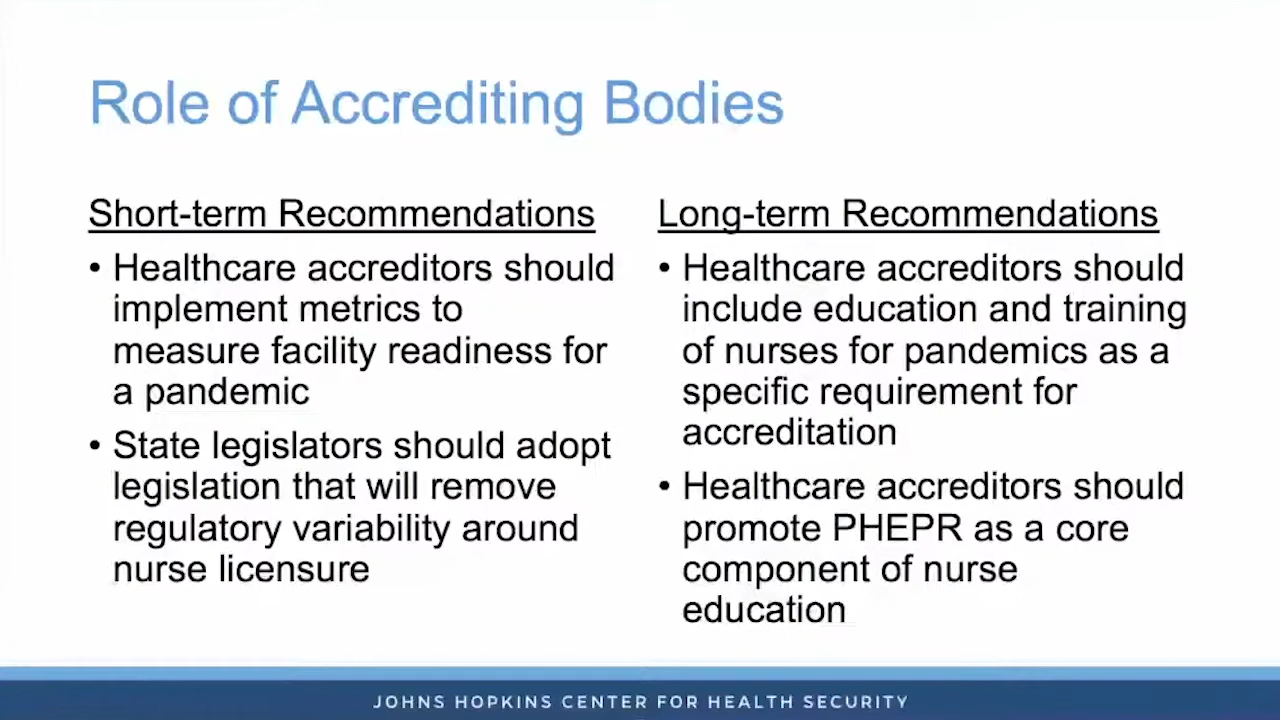 Role of Accrediting Bodies
Short-term Recommendations
• Healthcare accreditors should
implement metrics to
measure facility readiness for
a pandemic
• State legislators should adopt
legislation that will remove
regulatory variability around
nurse licensure
Long-term Recommendations
• Healthcare accreditors should
include education and training
of nurses for pandemics as a
specific requirement for
accreditation
• Healthcare accreditors should
promote PHEPR as a core
component of nurse
education
JOHNS HOPKINS CENTER FOR HEALTH SECURITY